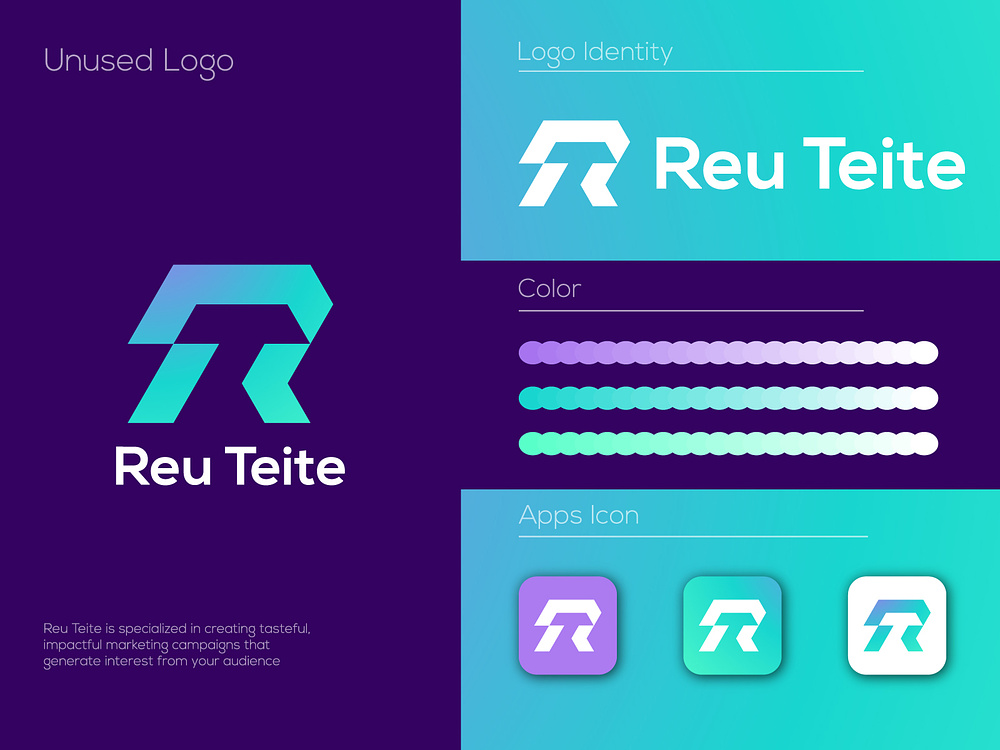 Unused Logo
Reu Teite
Reu Teite is specialized in creating tasteful,
impactful marketing campaigns that
generate interest from your audience
Logo Identity
Reu Teite
Color
Apps Icon